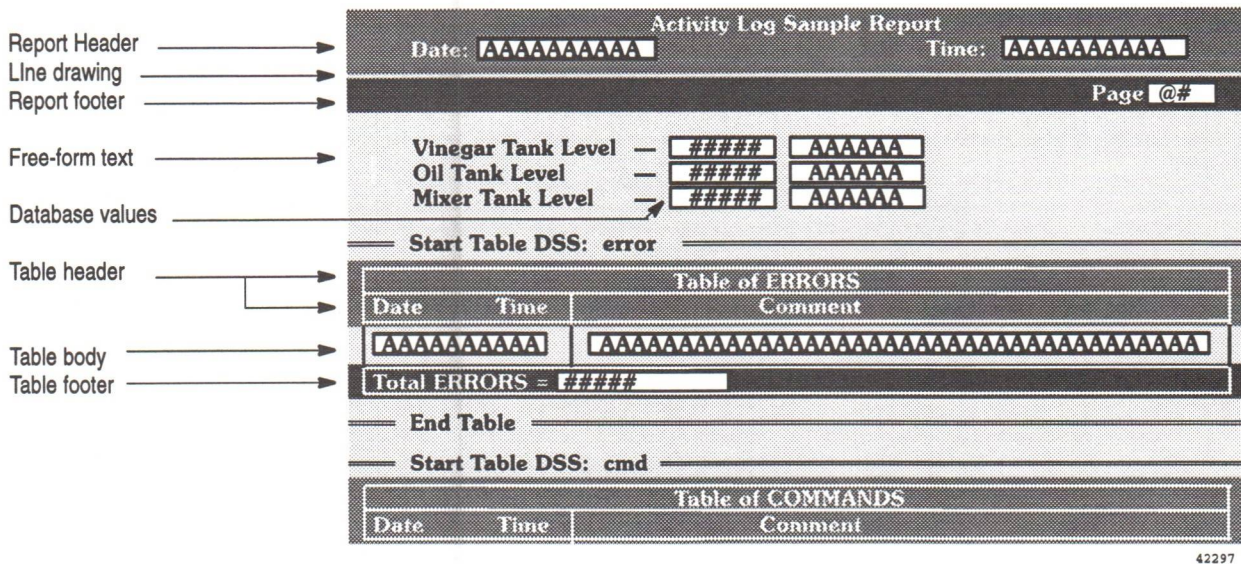 Activity Log Sample Report
Report Header
Date: AAAAAAAAAA Time: AAAAAAAAAA
LIne drawing
Report footer
Page @#
Free-form text
Vinegar Tank Level — ##### AAAAAA
Oil Tank Level — ##### AAAAAA
Mixer Tank Level — ##### AAAAAA
Database values
Start Table DSS: error
Table header
Table of ERRORS
Date Time Comment
Table body
AAAAAAAAAA AAAAAAAAAAAAAAAAAAAAAAAAAAAAAAAAAAAAAA
Table footer
Total ERRORS = #####
End Table
Start Table DSS: cmd
Table of COMMANDS
Date Time Comment
42297